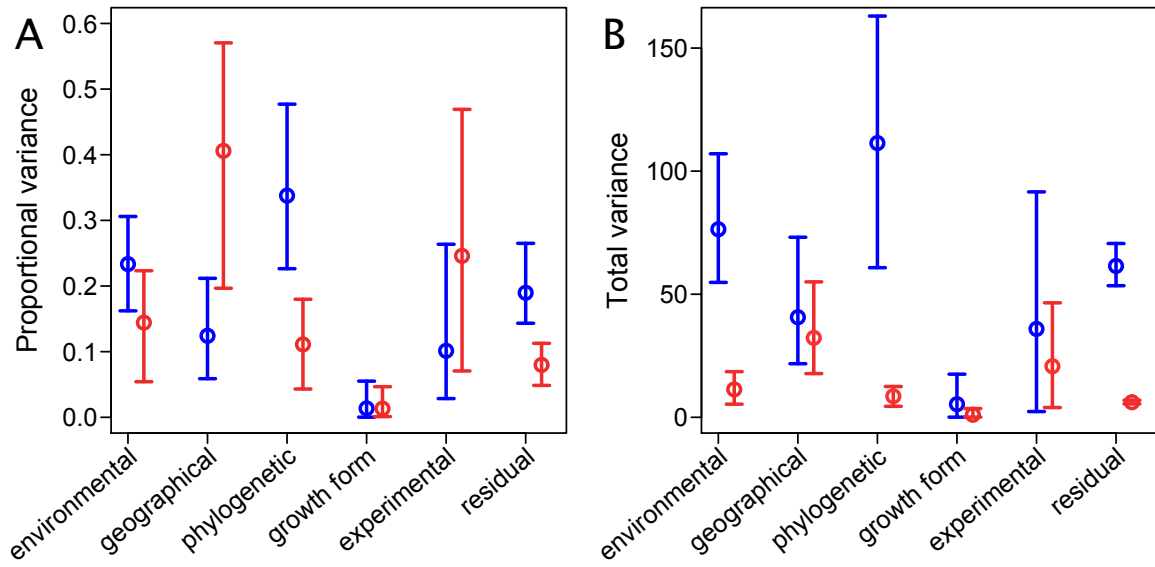 A
Proportional variance
0.6
0.5
0.4
0.3
0.2
0.1
0.0
environmental
geographical
phylogenetic
growth form
experimental
residual
B
Total variance
150
100
50
0
environmental
geographical
phylogenetic
growth form
experimental
residual